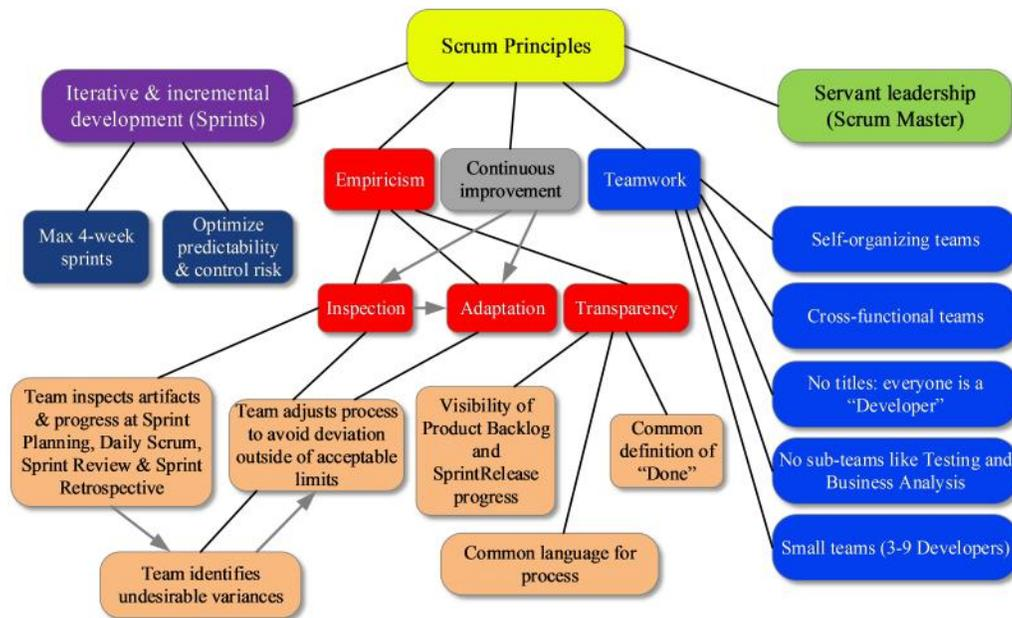 Scrum Principles
Iterative & incremental
development (Sprints)
Servant leadership
(Scrum Master)
Empiricism
Continuous
improvement
Teamwork
Max 4-week
sprints
Optimize
predictability
& control risk
Self-organizing teams
Inspection
Adaptation
Transparency
Cross-functional teams
Team inspects artifacts
& progress at Sprint
Planning, Daily Scrum,
Sprint Review & Sprint
Retrospective
Team adjusts process
to avoid deviation
outside of acceptable
limits
Visibility of
Product Backlog
and
SprintRelease
progress
Common
definition of
“Done”
No titles: everyone is a
“Developer”
No sub-teams like Testing and
Business Analysis
Small teams (3-9 Developers)
Common language for
process
Team identifies
undesirable variances